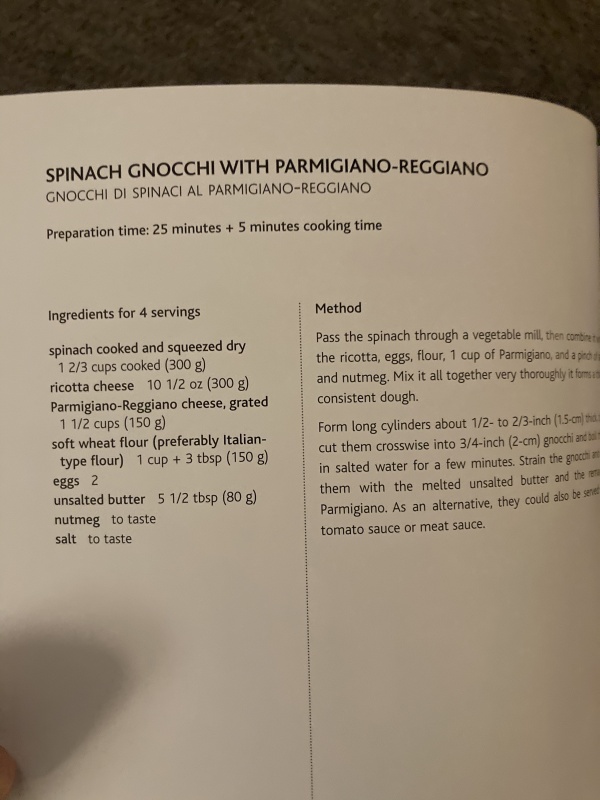 SPINACH GNOCCHI WITH PARMIGIANO-REGGIANO
GNOCCHI DI SPINACI AL PARMIGIANO-REGGIANO
Preparation time: 25 minutes + 5 minutes cooking time
Ingredients for 4 servings
spinach cooked and squeezed dry
1 2/3 cups cooked (300 g)
ricotta cheese 10 1/2 oz (300 g)
Parmigiano-Reggiano cheese, grated
1 1/2 cups (150 g)
soft wheat flour (preferably Italian-
type flour) 1 cup + 3 tbsp (150 g)
eggs 2
unsalted butter 5 1/2 tbsp (80 g)
nutmeg to taste
salt to taste
Method
Pass the spinach through a vegetable mill, then combine
the ricotta, eggs, flour, 1 cup of Parmigiano, and a pinch
and nutmeg. Mix it all together very thoroughly it forms a
consistent dough.
Form long cylinders about 1/2- to 2/3-inch (1.5-cm) thick
cut them crosswise into 3/4-inch (2-cm) gnocchi and boil
in salted water for a few minutes. Strain the gnocchi and
them with the melted unsalted butter and the
Parmigiano. As an alternative, they could also be served
tomato sauce or meat sauce.